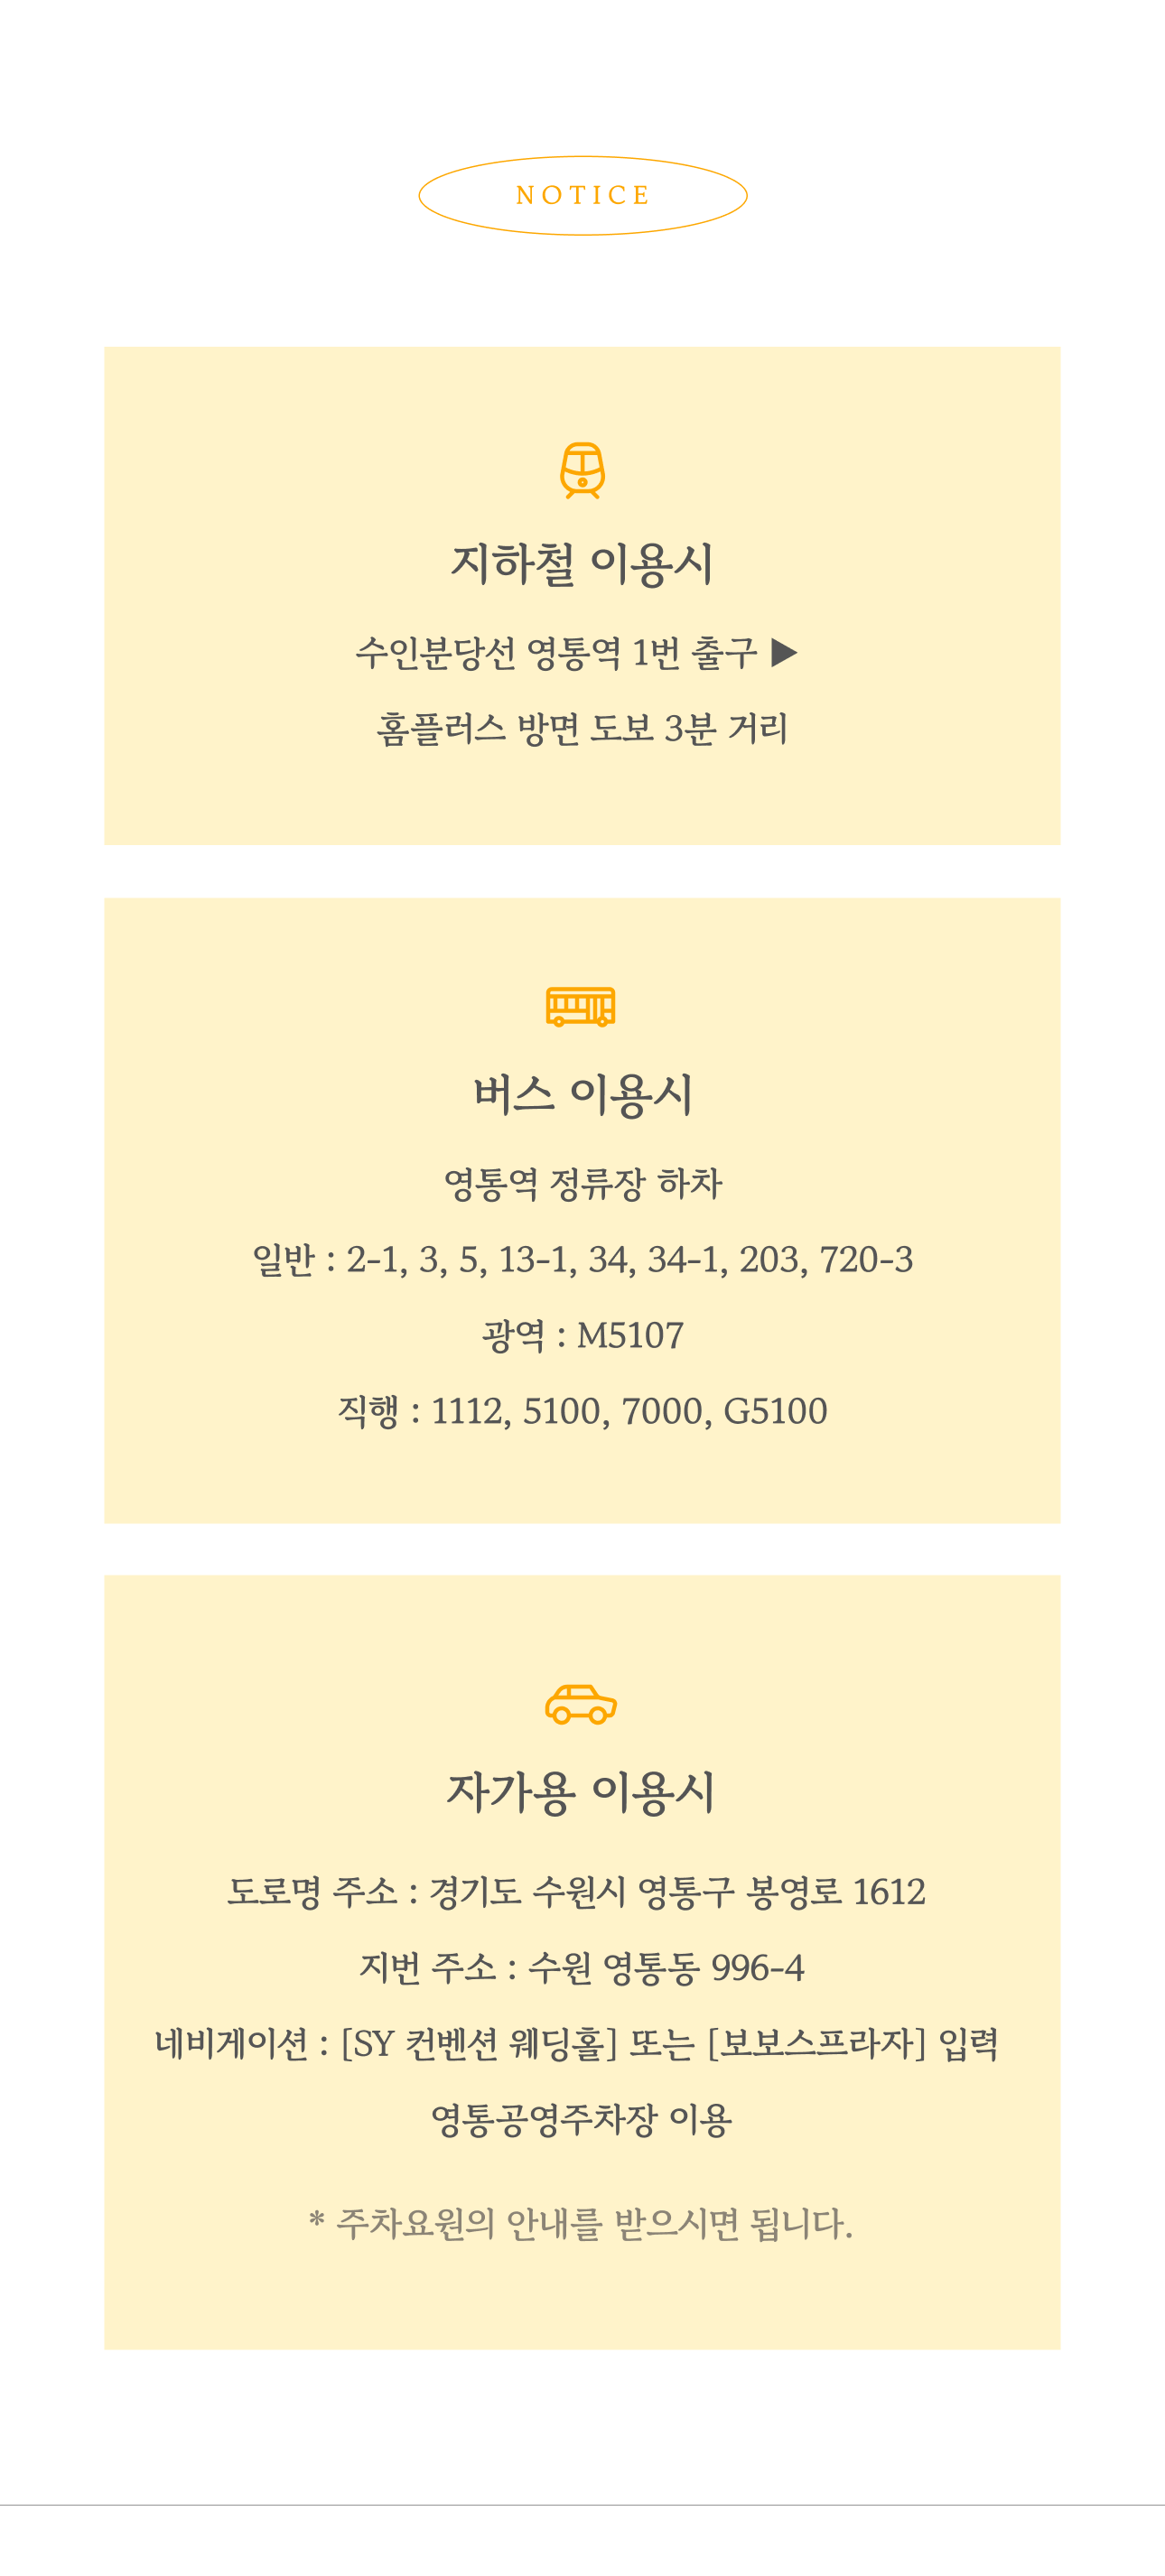 NOTICE
지하철 이용시
수인분당선 영통역 1번 출구 ▶
홈플러스 방면 도보 3분 거리
버스 이용시
영통역 정류장 하차
일반 : 2-1, 3, 5, 13-1, 34, 34-1, 203, 720-3
광역 : M5107
직행 : 1112, 5100, 7000, G5100
자가용 이용시
도로명 주소 : 경기도 수원시 영통구 봉영로 1612
지번 주소 : 수원 영통동 996-4
네비게이션 : [SY 컨벤션 웨딩홀] 또는 [보보스프라자] 입력
영통공영주차장 이용
* 주차요원의 안내를 받으시면 됩니다.